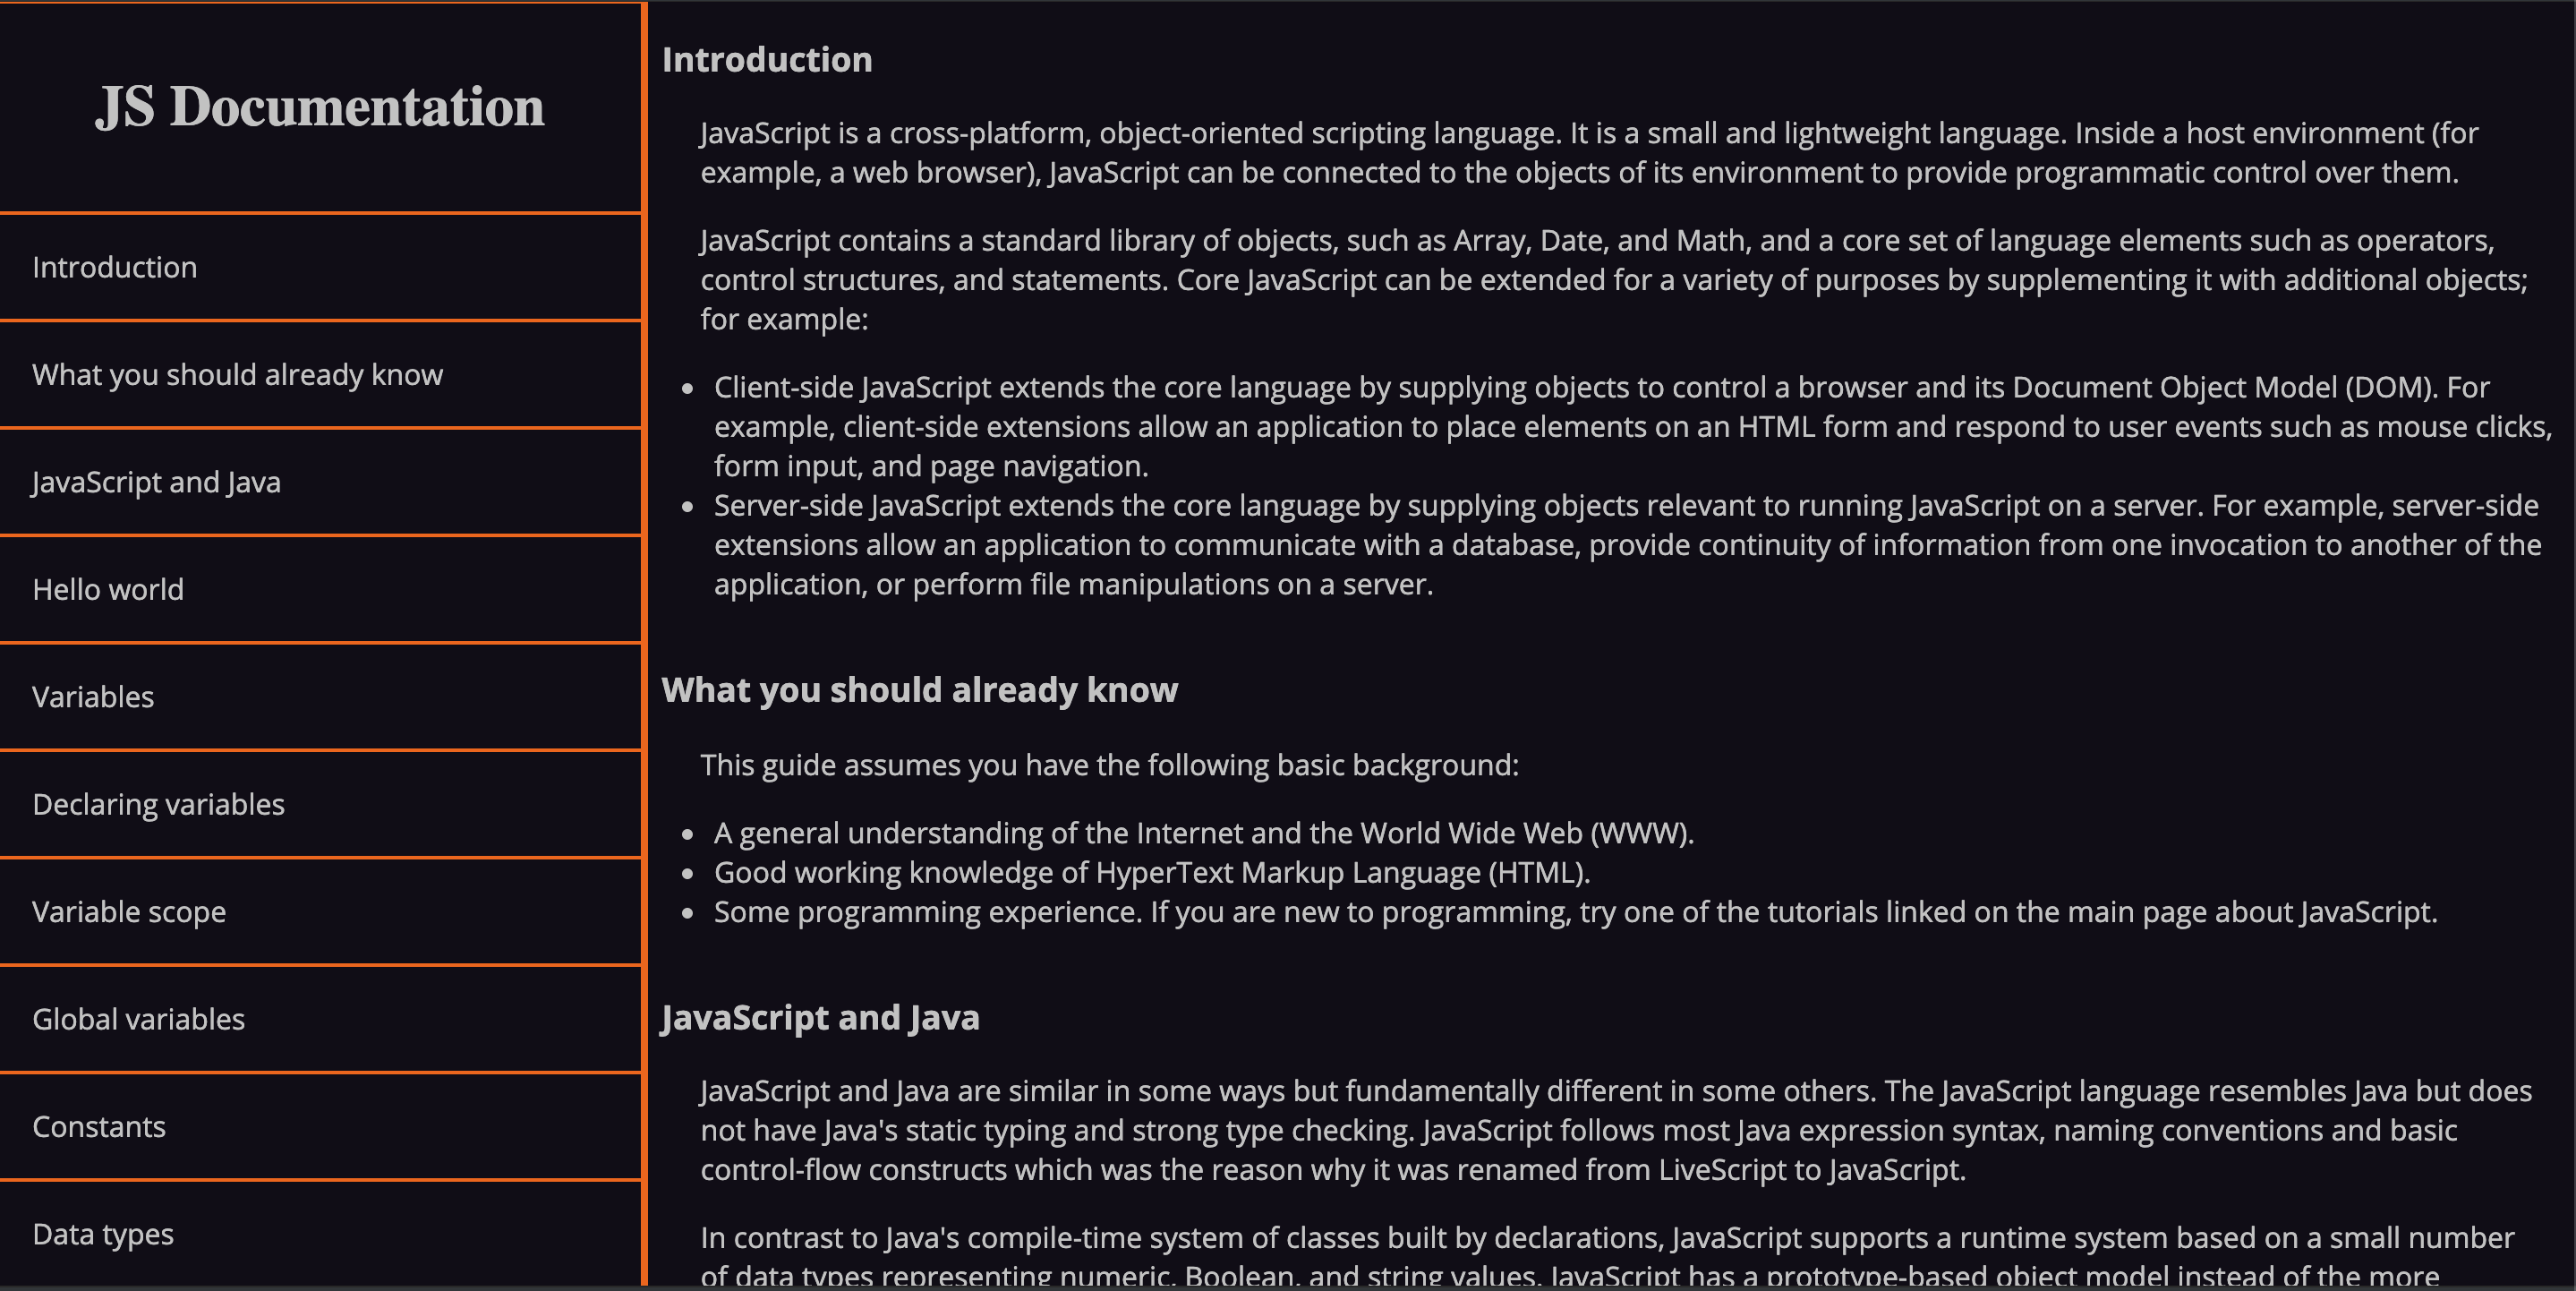 JS Documentation
Introduction
What you should already know
JavaScript and Java
Hello world
Variables
Declaring variables
Variable scope
Global variables
Constants
Data types
Introduction
JavaScript is a cross-platform, object-oriented scripting language. It is a small and lightweight language. Inside a host environment (for
example, a web browser), JavaScript can be connected to the objects of its environment to provide programmatic control over them.
JavaScript contains a standard library of objects, such as Array, Date, and Math, and a core set of language elements such as operators,
control structures, and statements. Core JavaScript can be extended for a variety of purposes by supplementing it with additional objects;
for example:
• Client-side JavaScript extends the core language by supplying objects to control a browser and its Document Object Model (DOM). For
example, client-side extensions allow an application to place elements on an HTML form and respond to user events such as mouse clicks,
form input, and page navigation.
• Server-side JavaScript extends the core language by supplying objects relevant to running JavaScript on a server. For example, server-side
extensions allow an application to communicate with a database, provide continuity of information from one invocation to another of the
application, or perform file manipulations on a server.
What you should already know
This guide assumes you have the following basic background:
• A general understanding of the Internet and the World Wide Web (WWW).
• Good working knowledge of HyperText Markup Language (HTML).
• Some programming experience. If you are new to programming, try one of the tutorials linked on the main page about JavaScript.
JavaScript and Java
JavaScript and Java are similar in some ways but fundamentally different in some others. The JavaScript language resembles Java but does
not have Java's static typing and strong type checking. JavaScript follows most Java expression syntax, naming conventions and basic
control-flow constructs which was the reason why it was renamed from LiveScript to JavaScript.
In contrast to Java's compile-time system of classes built by declarations, JavaScript supports a runtime system based on a small number
of data types representing numeric, Boolean, and string values. JavaScript has a prototype-based object model instead of the more